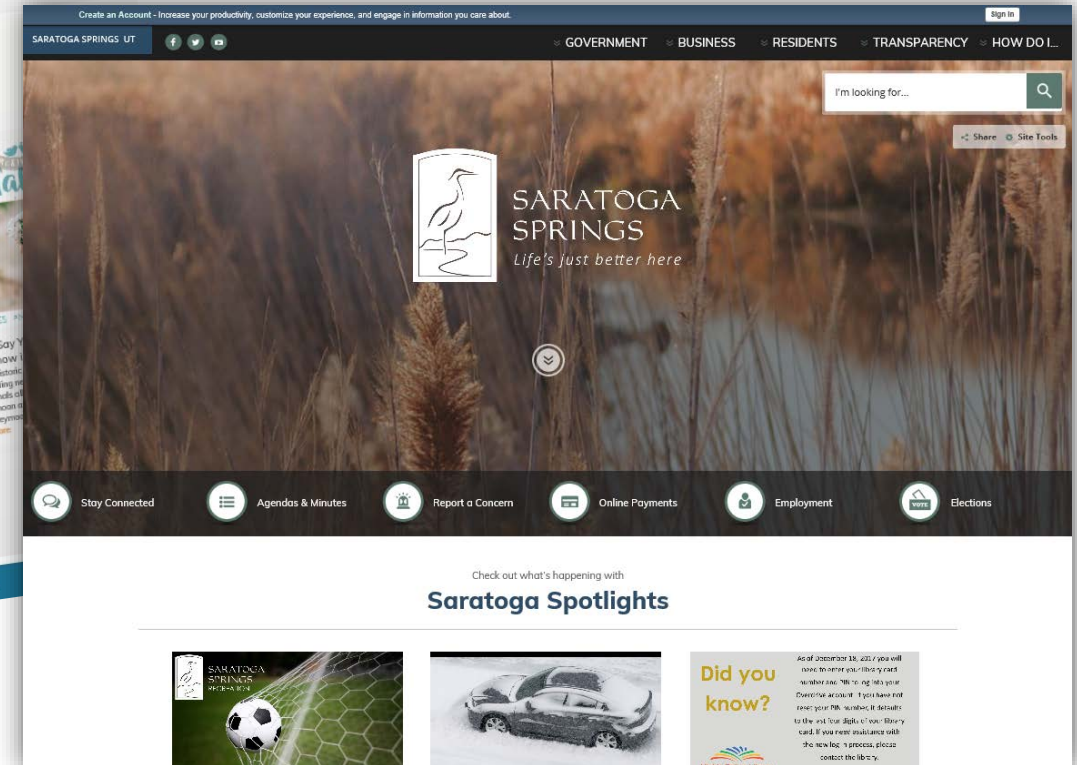 Create an Account - Increase your productivity, customize your experience, and engage in information you care about.
Sign In
SARATOGA SPRINGS UT
GOVERNMENT
BUSINESS
RESIDENTS
TRANSPARENCY
HOW DO I...
I'm looking for...
Share
Site Tools
SARATOGA
SPRINGS
Life's just better here
Stay Connected
Agendas & Minutes
Report a Concern
Online Payments
Employment
VOTE
Elections
Check out what's happening with
Saratoga Spotlights
SARATOGA
SPRINGS
RECREATION
Did you
know?
As of December 18, 2017 you will
need to enter your library card
number and PIN to log into your
Overdrive account. If you have not
reset your PIN number, it defaults
to the last four digits of your library
card. If you need assistance with
the new log in process, please
contact the library.